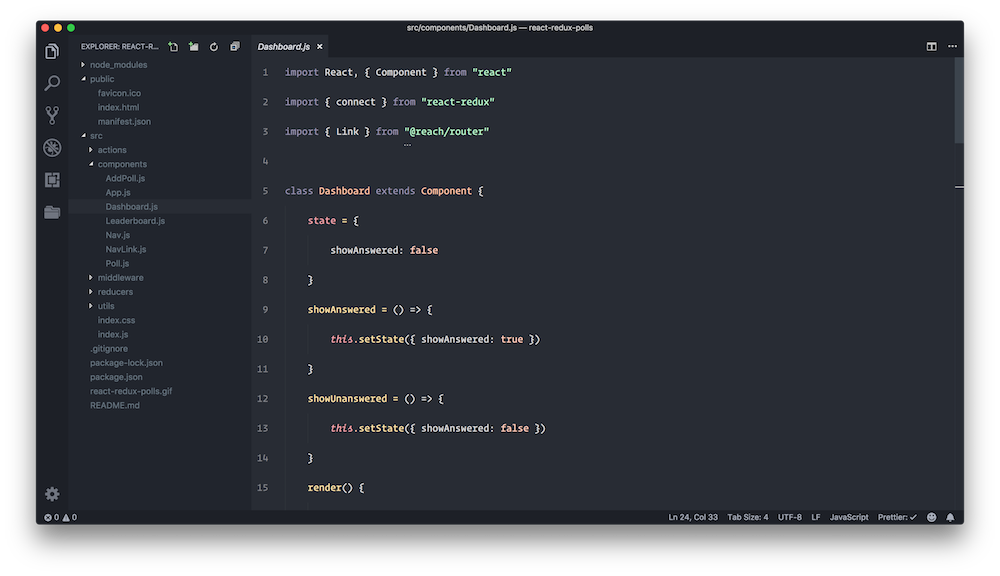 src/components/Dashboard.js — react-redux-polls
EXPLORER: REACT-R...
Dashboard.js ×
node_modules
public
favicon.ico
index.html
manifest.json
src
actions
components
AddPoll.js
App.js
Dashboard.js
Leaderboard.js
Nav.js
NavLink.js
Poll.js
middleware
reducers
utils
index.css
index.js
.gitignore
package-lock.json
package.json
react-redux-polls.gif
README.md
1 import React, { Component } from "react"
2 import { connect } from "react-redux"
3 import { Link } from "@reach/router"
4
5 class Dashboard extends Component {
6 state = {
7 showAnswered: false
8 }
9 showAnswered = () => {
10 this.setState({ showAnswered: true })
11 }
12 showUnanswered = () => {
13 this.setState({ showAnswered: false })
14 }
15 render() {
0 0 Ln 24, Col 33 Tab Size: 4 UTF-8 LF JavaScript Prettier: ✓